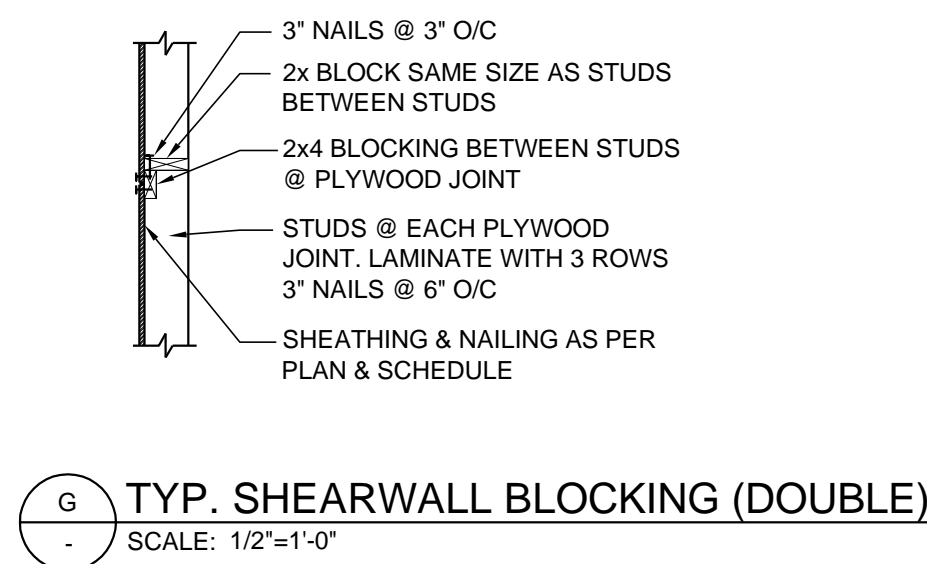 3" NAILS @ 3" O/C
2x BLOCK SAME SIZE AS STUDS
BETWEEN STUDS
2x4 BLOCKING BETWEEN STUDS
@ PLYWOOD JOINT
STUDS @ EACH PLYWOOD
JOINT. LAMINATE WITH 3 ROWS
3" NAILS @ 6" O/C
SHEATHING & NAILING AS PER
PLAN & SCHEDULE
G
-
TYP. SHEARWALL BLOCKING (DOUBLE)
SCALE: 1/2"=1'-0"